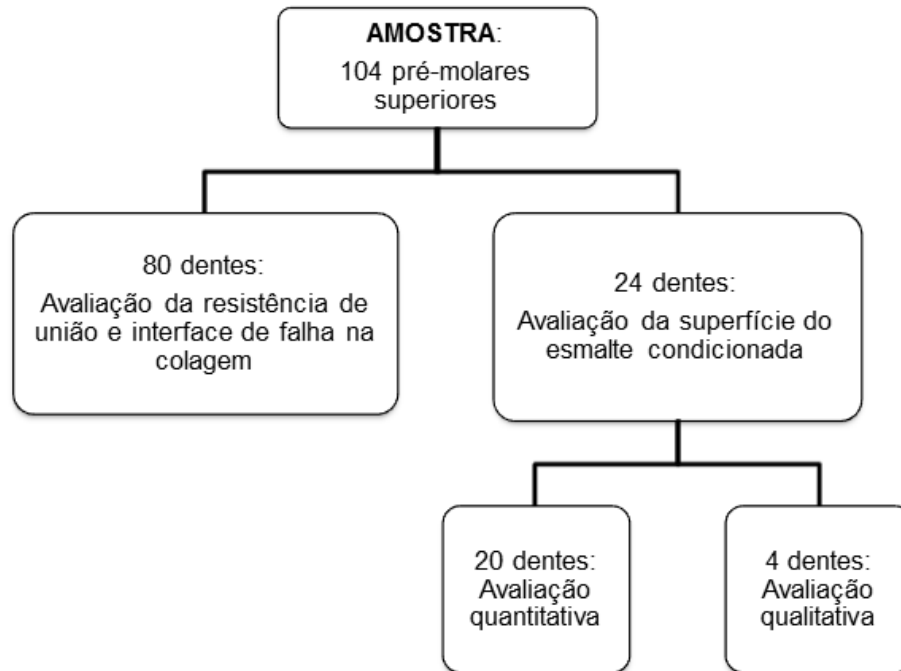 AMOSTRA:
104 pré-molares
superiores
80 dentes:
Avaliação da resistência de
união e interface de falha na
colagem
24 dentes:
Avaliação da superfície do
esmalte condicionada
20 dentes:
Avaliação
quantitativa
4 dentes:
Avaliação
qualitativa